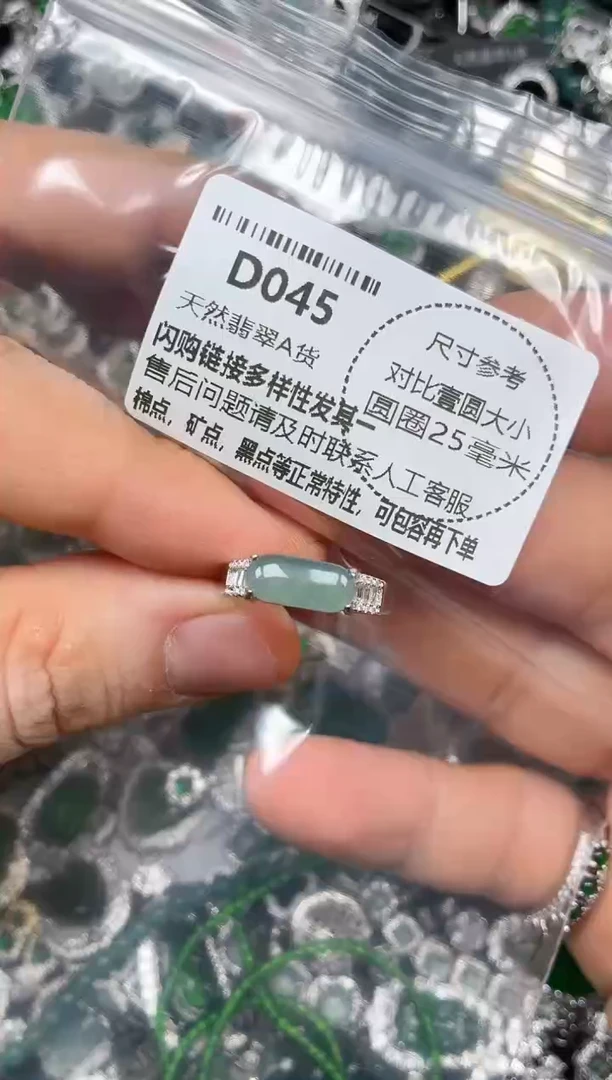 D045
天然翡翠A货
闪购链接多样性发其一
售后问题请及时联系人工客服
棉点，矿点，黑点等正常特性，可包容再下单
尺寸参考
对比壹圆大小
圆圈25毫米